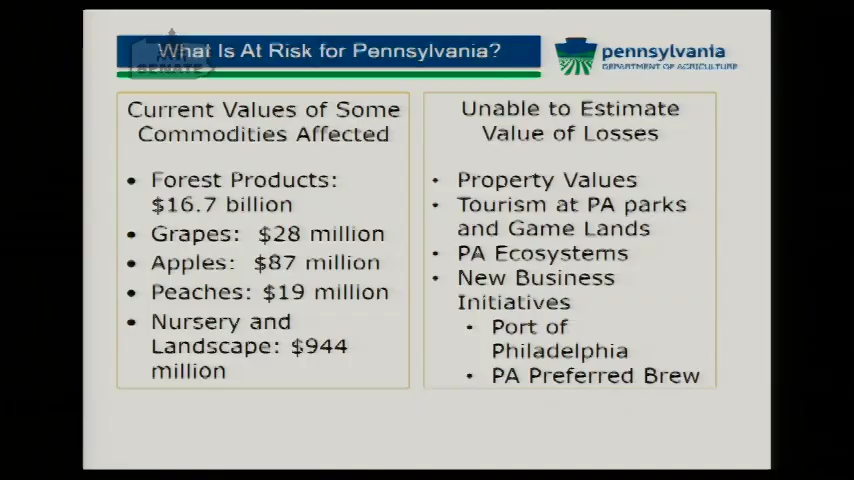 What Is At Risk for Pennsylvania?
SENATE
pennsylvania
DEPARTMENT OF AGRICULTURE
Current Values of Some
Commodities Affected
• Forest Products:
$16.7 billion
• Grapes: $28 million
• Apples: $87 million
• Peaches: $19 million
• Nursery and
Landscape: $944
million
Unable to Estimate
Value of Losses
• Property Values
• Tourism at PA parks
and Game Lands
• PA Ecosystems
• New Business
Initiatives
• Port of
Philadelphia
• PA Preferred Brew